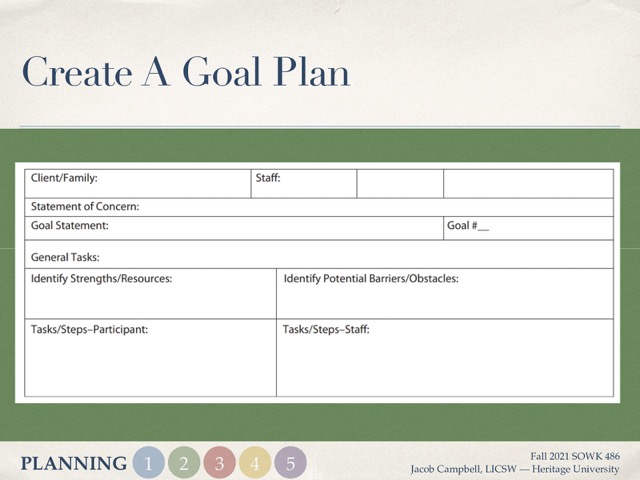 Create A Goal Plan
Client/Family: Staff:
Statement of Concern:
Goal Statement: Goal #__
General Tasks:
Identify Strengths/Resources: Identify Potential Barriers/Obstacles:
Tasks/Steps–Participant: Tasks/Steps–Staff:
PLANNING 1 2 3 4 5
Fall 2021 SOWK 486
Jacob Campbell, LICSW — Heritage University